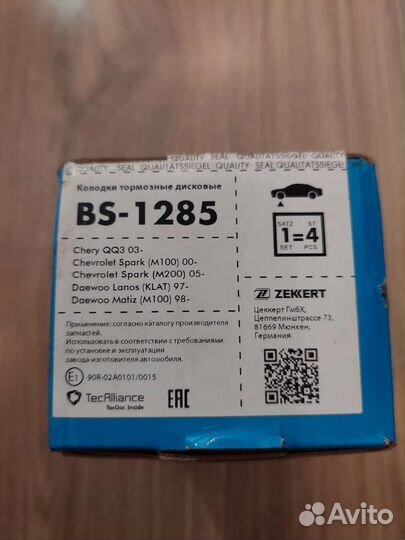 QUALITY SEAL QUALITÄTSSIEGEL QUALITY SEAL QUALITÄTSSIEGEL
Колодки тормозные дисковые
BS-1285
Chery QQ3 03-
Chevrolet Spark (M100) 00-
Chevrolet Spark (M200) 05-
Daewoo Lanos (KLAT) 97-
Daewoo Matiz (M100) 98-
Применение: согласно каталогу производителя
запчастей.
Использовать в соответствии с требованиями
по установке и эксплуатации
завода-изготовителя автомобиля.
E1 90R-02A0101/0015
TecAlliance
TecDoc Inside
EAC
SATZ ST
1=4
SET PCS
ZEKKERT
Цеккерт ГмбХ,
Цеппелинштрассе 73,
81669 Мюнхен,
Германия
Avito